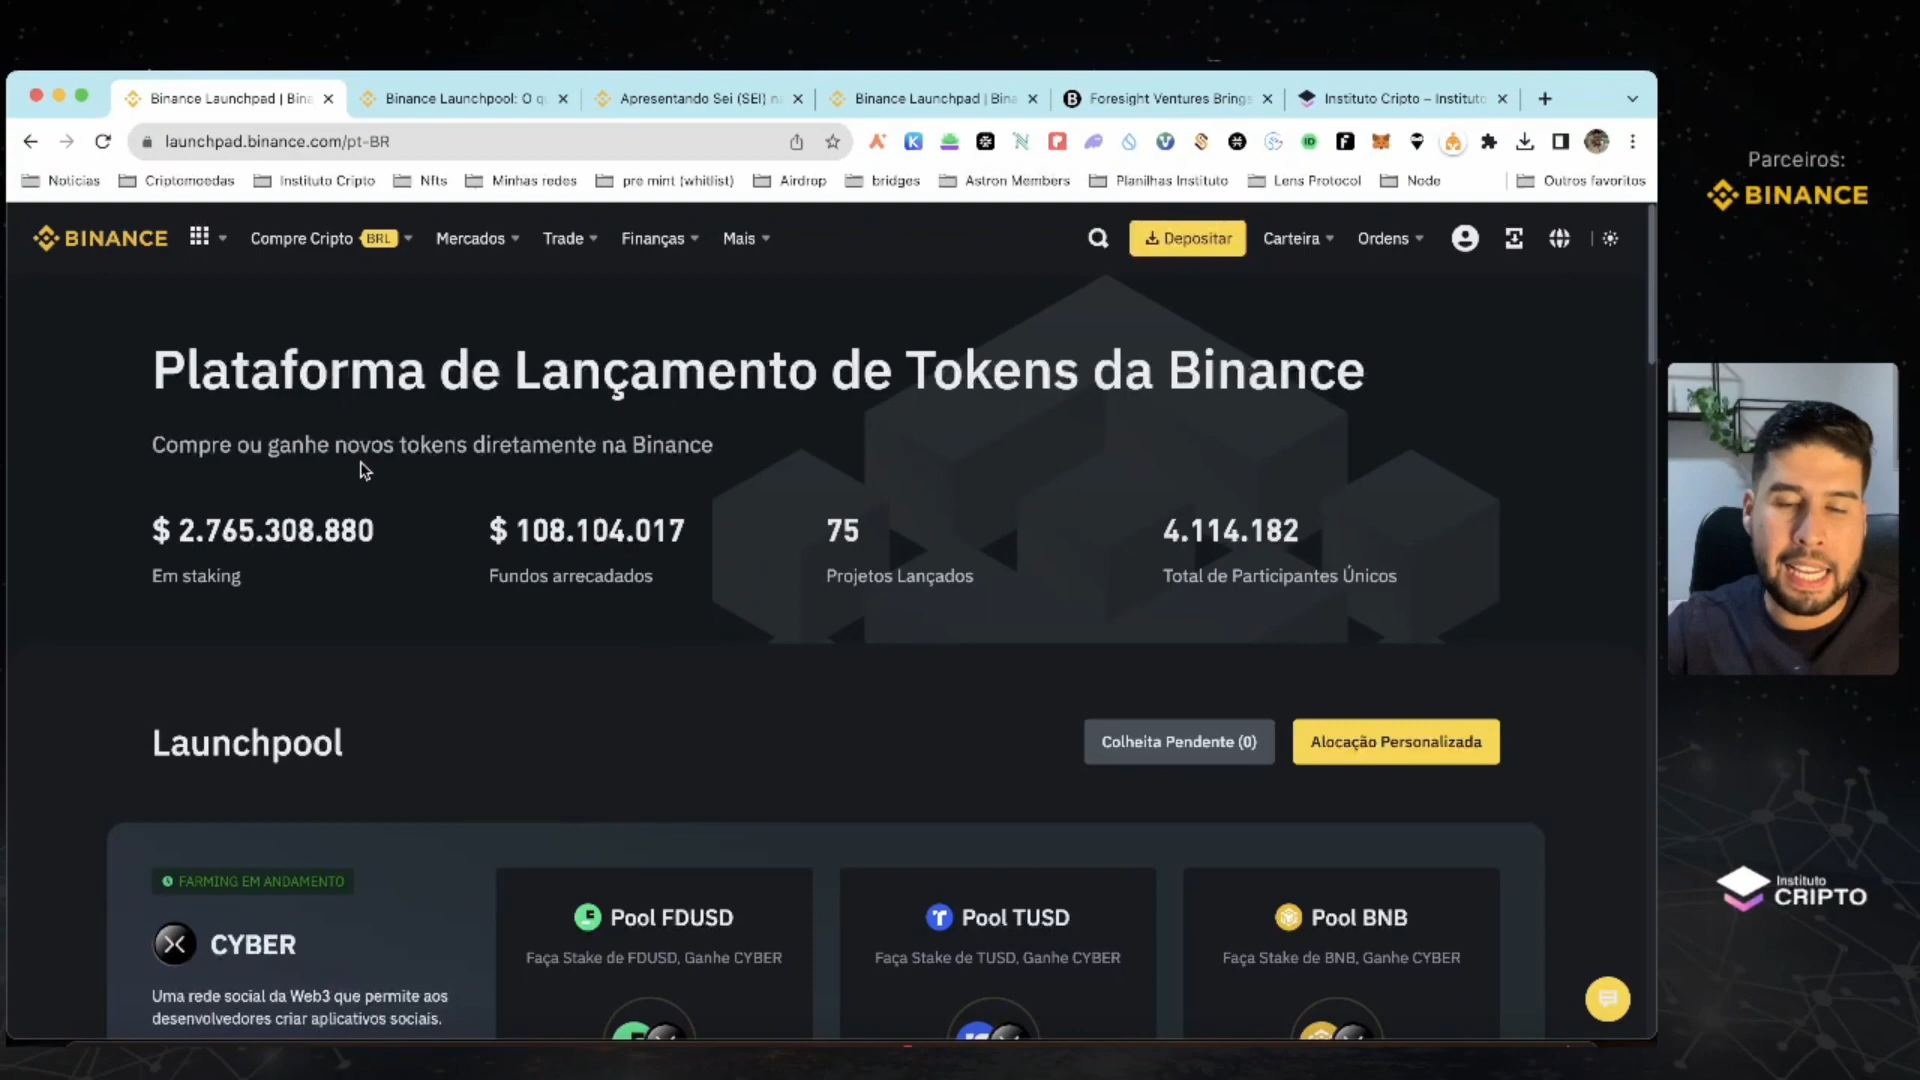 Binance Launchpad | Bina
Binance Launchpool: O q
Apresentando Sei (SEI) n
Binance Launchpad | Bina
Foresight Ventures Brings
Instituto Cripto – Instituto
launchpad.binance.com/pt-BR
Notícias
Criptomoedas
Instituto Cripto
Nfts
Minhas redes
pre mint (whitlist)
Airdrop
bridges
Astron Members
Planilhas Instituto
Lens Protocol
Node
Outros favoritos
Parceiros:
BINANCE
BINANCE
Compre Cripto BRL
Mercados
Trade
Finanças
Mais
Depositar
Carteira
Ordens
Plataforma de Lançamento de Tokens da Binance
Compre ou ganhe novos tokens diretamente na Binance
$ 2.765.308.880
Em staking
$ 108.104.017
Fundos arrecadados
75
Projetos Lançados
4.114.182
Total de Participantes Únicos
Launchpool
Colheita Pendente (0)
Alocação Personalizada
FARMING EM ANDAMENTO
CYBER
Uma rede social da Web3 que permite aos
desenvolvedores criar aplicativos sociais.
Pool FDUSD
Faça Stake de FDUSD, Ganhe CYBER
Pool TUSD
Faça Stake de TUSD, Ganhe CYBER
Pool BNB
Faça Stake de BNB, Ganhe CYBER
Instituto
CRIPTO